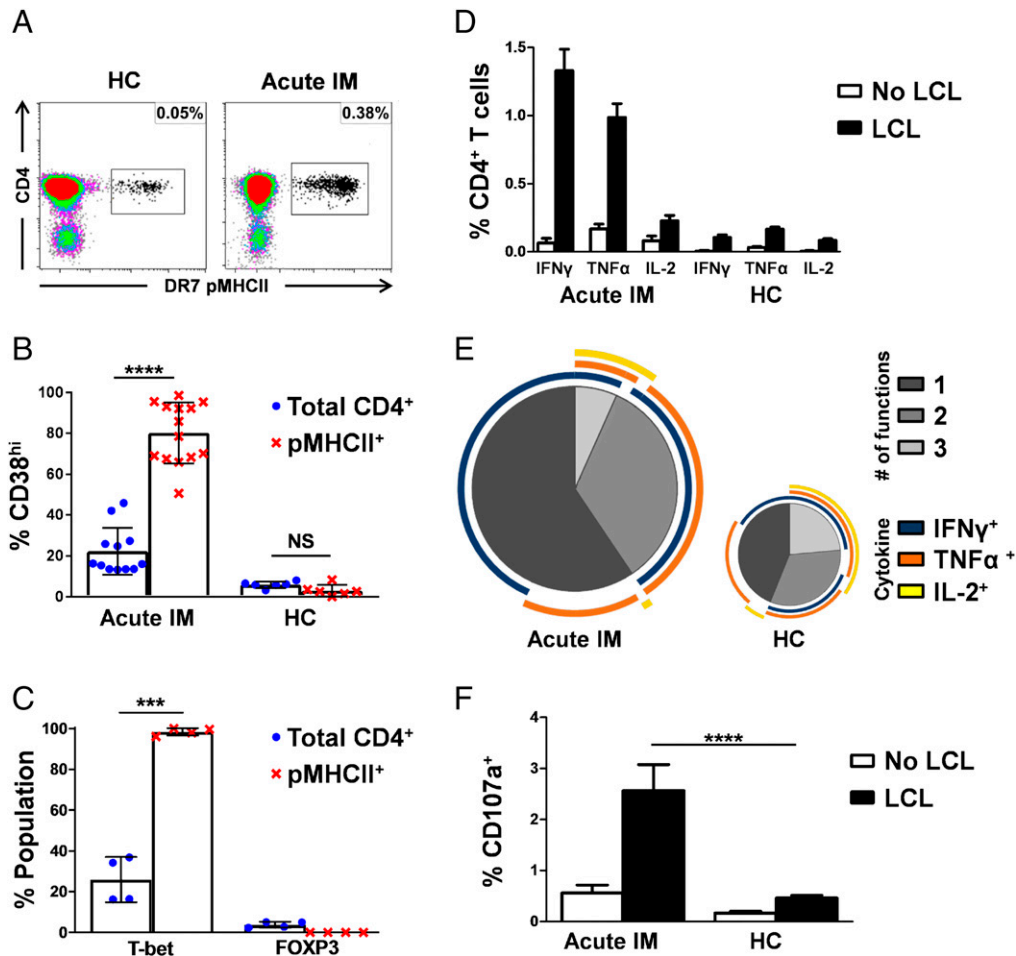 A
HC
Acute IM
0.05%
0.38%
CD4
DR7 pMHCII
B
****
NS
% CD38hi
100
80
60
40
20
0
Total CD4+
pMHCII+
Acute IM
HC
C
***
% Population
100
80
60
40
20
0
Total CD4+
pMHCII+
T-bet
FOXP3
D
% CD4+ T cells
1.5
1.0
0.5
0.0
No LCL
LCL
IFNγ TNFα IL-2 IFNγ TNFα IL-2
Acute IM
HC
E
# of functions
1
2
3
Cytokine
IFNγ+
TNFα +
IL-2+
Acute IM
HC
F
****
% CD107a+
4
3
2
1
0
No LCL
LCL
Acute IM
HC